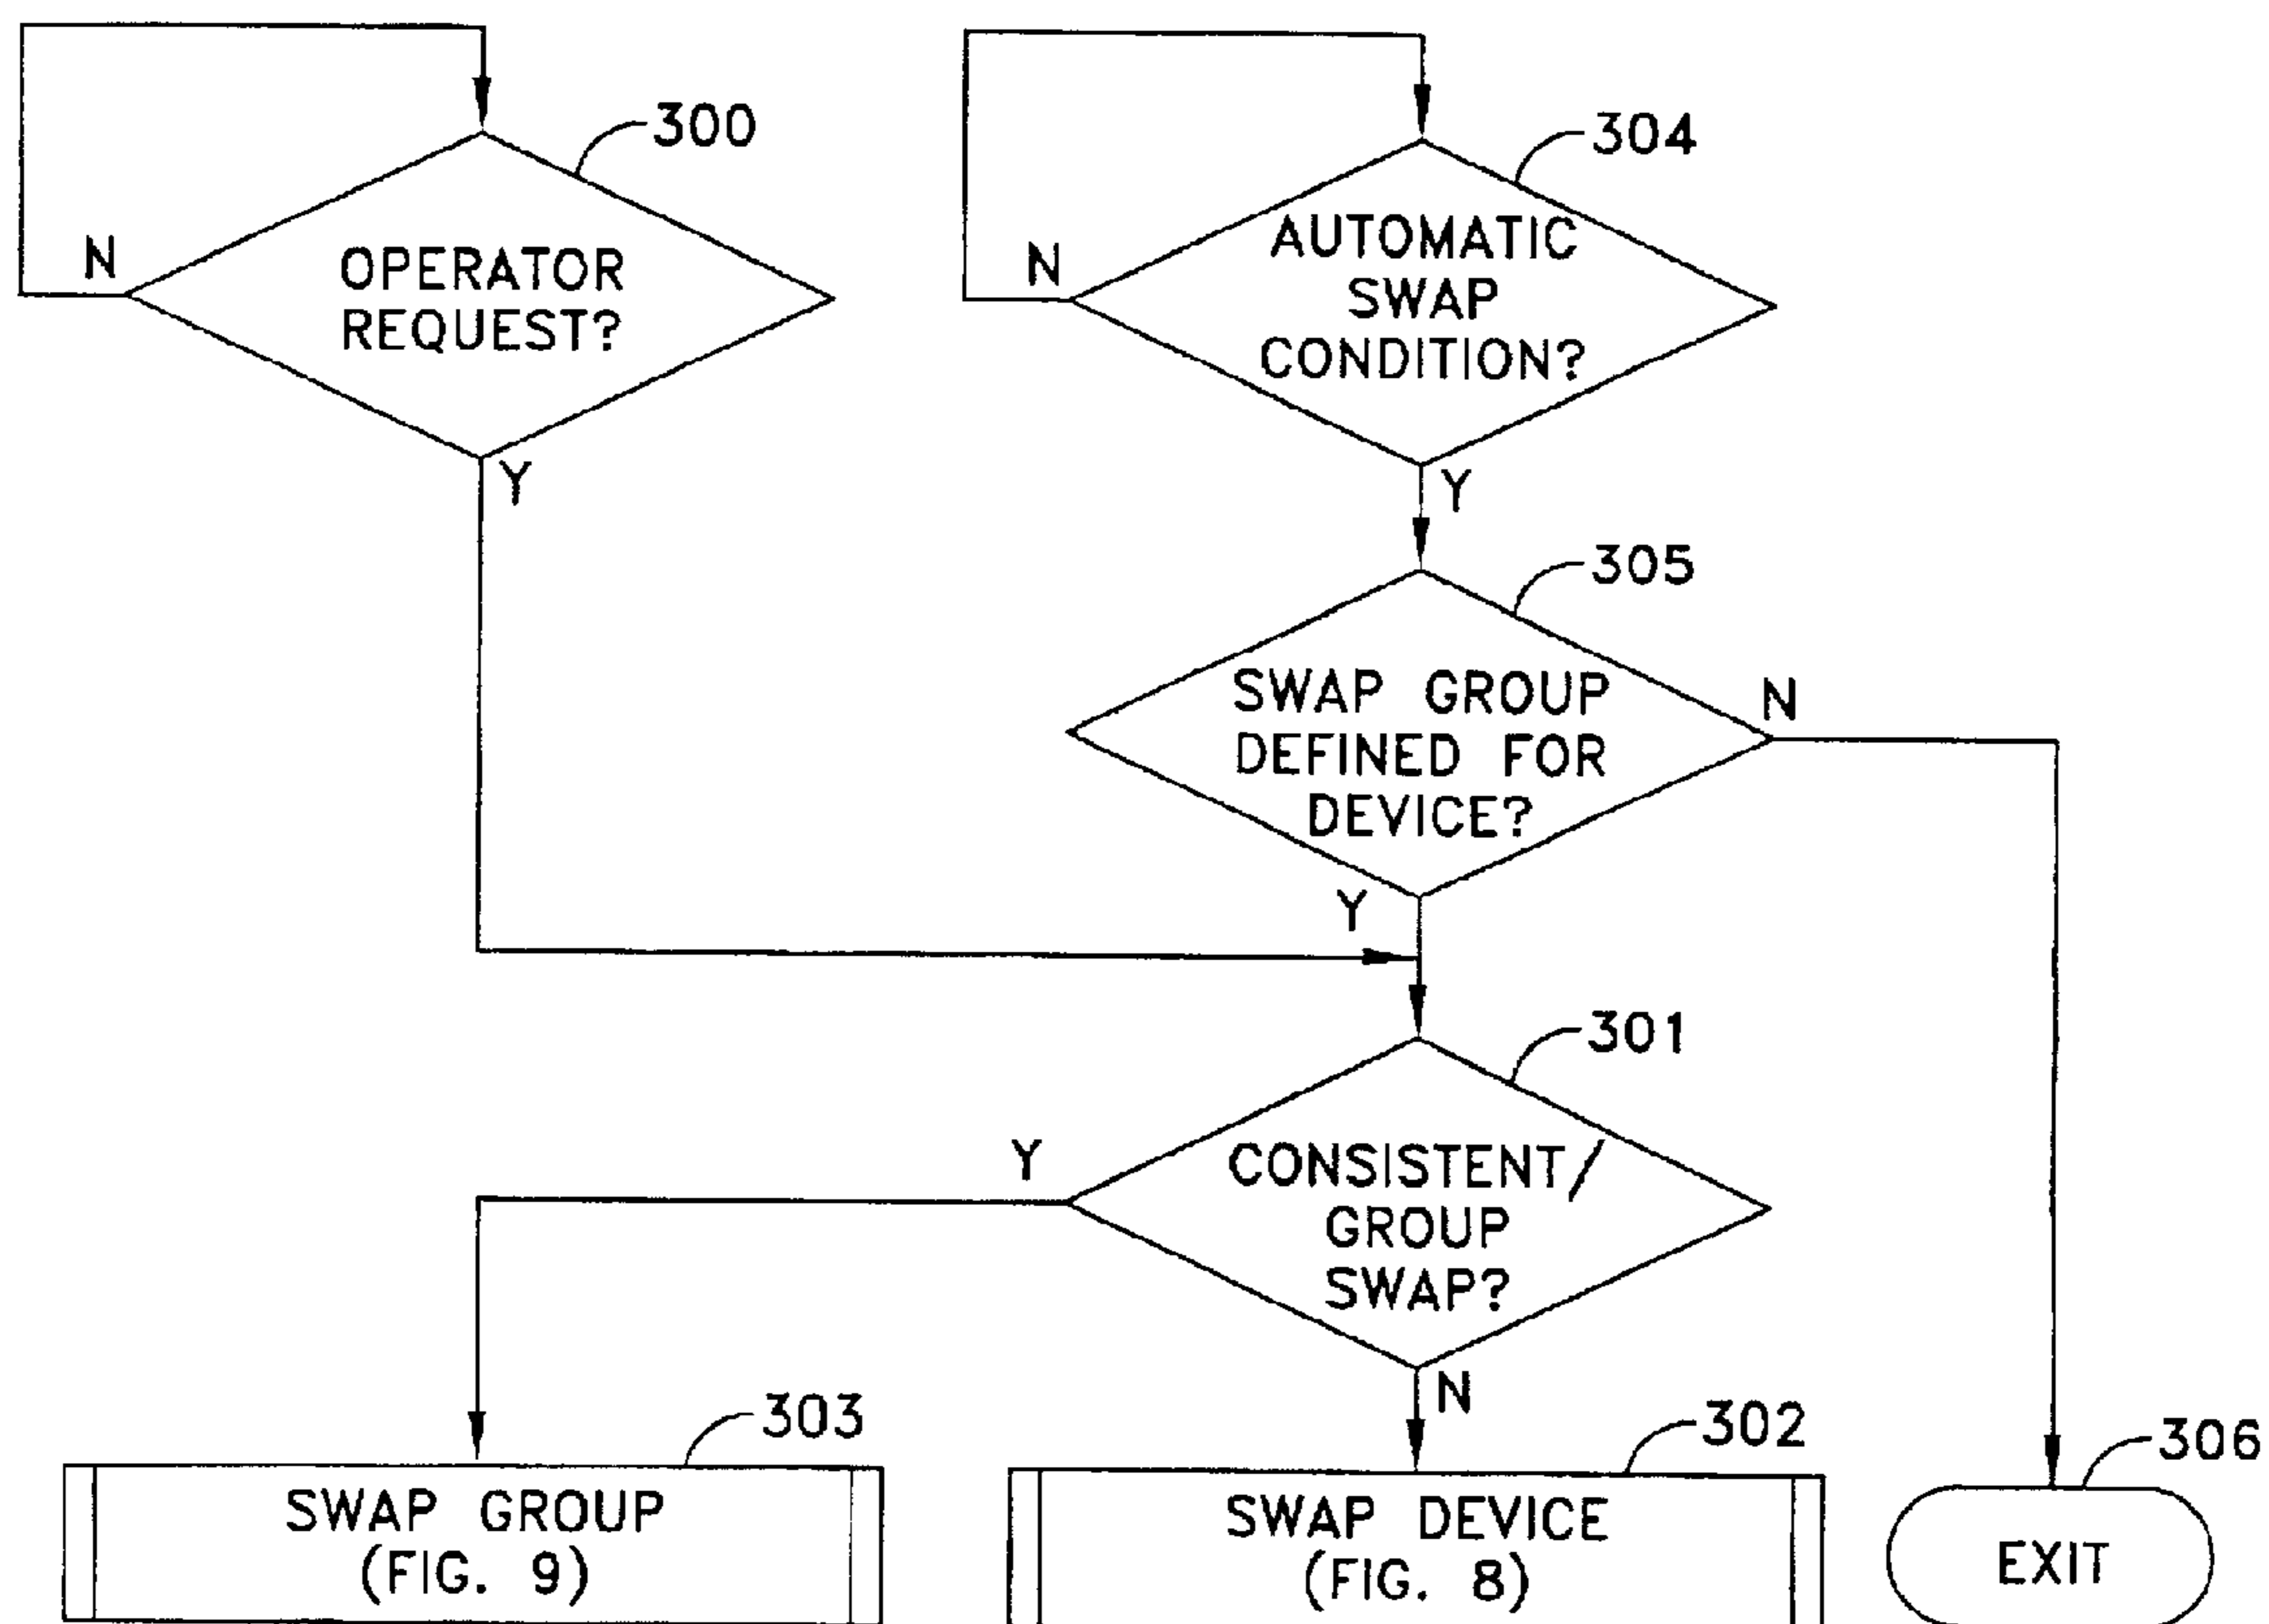 300
N
OPERATOR
REQUEST?
Y
304
N
AUTOMATIC
SWAP
CONDITION?
Y
305
SWAP GROUP
DEFINED FOR
DEVICE?
N
Y
301
CONSISTENT/
GROUP
SWAP?
Y
N
303
SWAP GROUP
(FIG. 9)
302
SWAP DEVICE
(FIG. 8)
306
EXIT